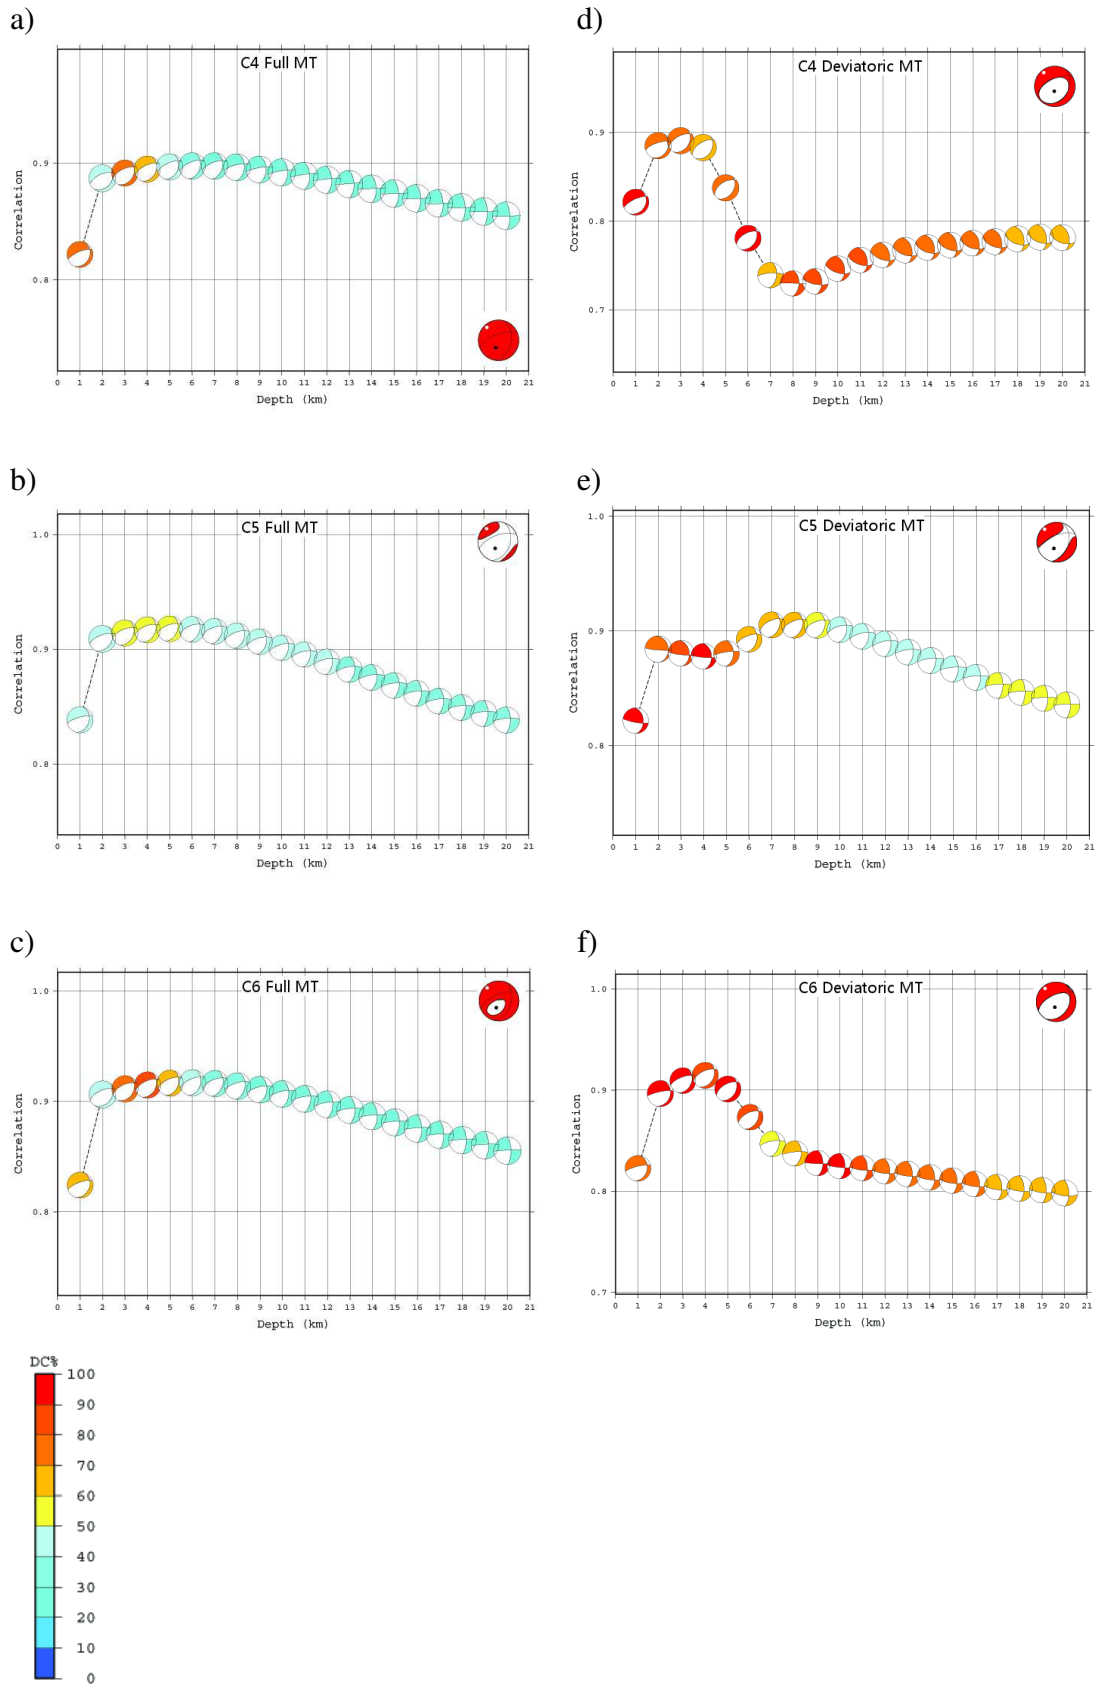 a)
C4 Full MT
0.9
0.8
Correlation
0 1 2 3 4 5 6 7 8 9 10 11 12 13 14 15 16 17 18 19 20 21
Depth (km)
d)
C4 Deviatoric MT
0.9
0.8
0.7
Correlation
0 1 2 3 4 5 6 7 8 9 10 11 12 13 14 15 16 17 18 19 20 21
Depth (km)
b)
C5 Full MT
1.0
0.9
0.8
Correlation
0 1 2 3 4 5 6 7 8 9 10 11 12 13 14 15 16 17 18 19 20 21
Depth (km)
e)
C5 Deviatoric MT
1.0
0.9
0.8
Correlation
0 1 2 3 4 5 6 7 8 9 10 11 12 13 14 15 16 17 18 19 20 21
Depth (km)
c)
C6 Full MT
1.0
0.9
0.8
Correlation
0 1 2 3 4 5 6 7 8 9 10 11 12 13 14 15 16 17 18 19 20 21
Depth (km)
f)
C6 Deviatoric MT
1.0
0.9
0.8
0.7
Correlation
0 1 2 3 4 5 6 7 8 9 10 11 12 13 14 15 16 17 18 19 20 21
Depth (km)
DC%
100
90
80
70
60
50
40
30
20
10
0